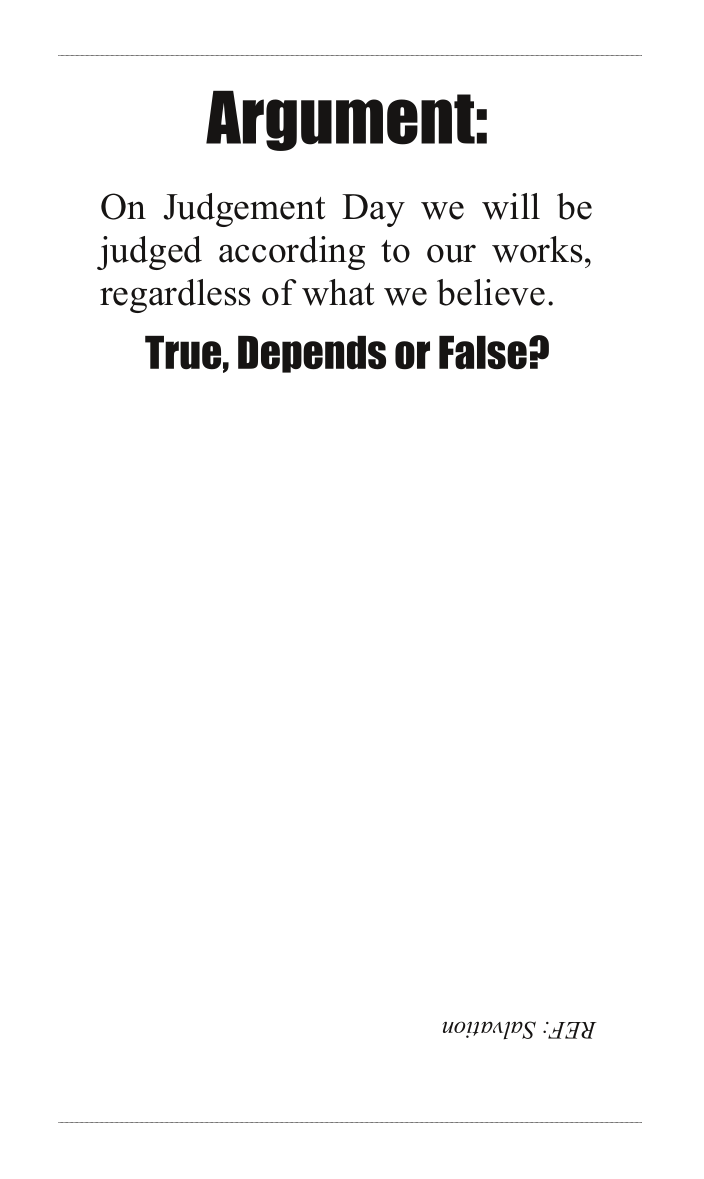 Argument:
On Judgement Day we will be
judged according to our works,
regardless of what we believe.
True, Depends or False?
REF: Salvation